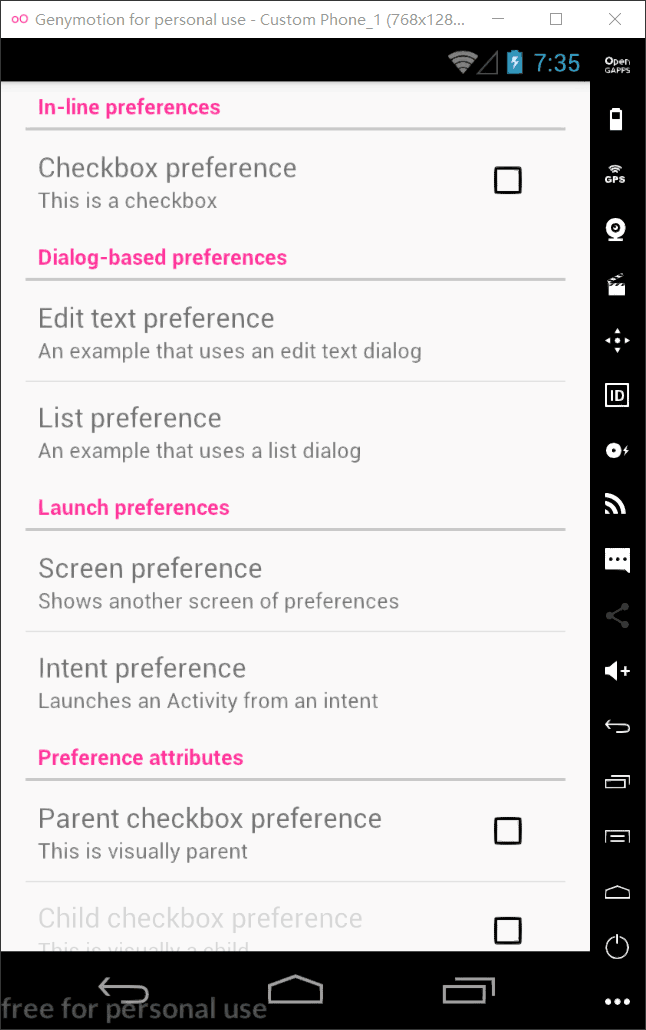 Genymotion for personal use - Custom Phone_1 (768x128...
7:35
Open
GAPPS
In-line preferences
Checkbox preference
This is a checkbox
GPS
Dialog-based preferences
Edit text preference
An example that uses an edit text dialog
ID
List preference
An example that uses a list dialog
Launch preferences
Screen preference
Shows another screen of preferences
Intent preference
Launches an Activity from an intent
Preference attributes
Parent checkbox preference
This is visually parent
Child checkbox preference
This is visually a child
free for personal use